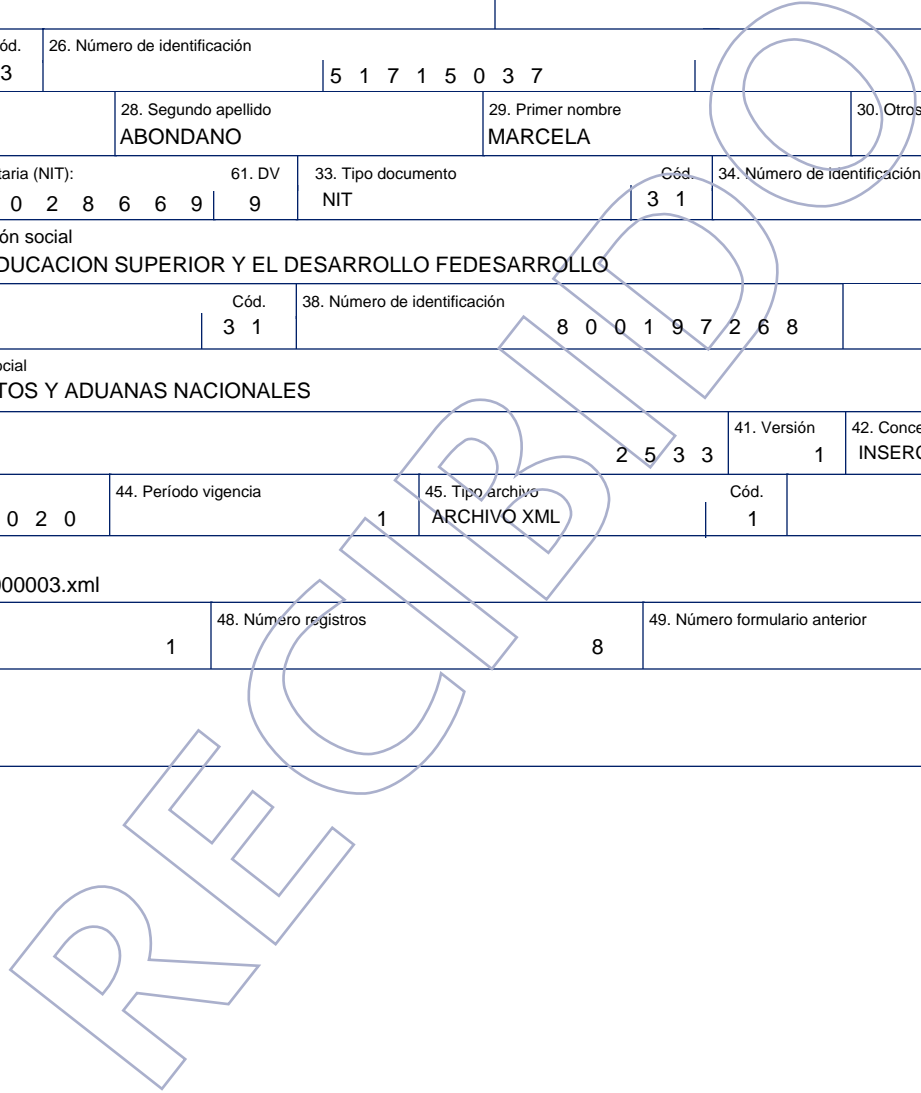 ód. 26. Número de identificación
3 5 1 7 1 5 0 3 7
28. Segundo apellido 29. Primer nombre 30. Otros
ABONDANO MARCELA
taria (NIT): 61. DV 33. Tipo documento Cód. 34. Número de identificación
0 2 8 6 6 9 9 NIT 3 1
ón social
DUCACION SUPERIOR Y EL DESARROLLO FEDESARROLLO
Cód. 38. Número de identificación
3 1 8 0 0 1 9 7 2 6 8
ocial
TOS Y ADUANAS NACIONALES
41. Versión 42. Conce
2 5 3 3 1 INSERC
44. Período vigencia 45. Tipo archivo Cód.
0 2 0 1 ARCHIVO XML 1
000003.xml
48. Número registros 49. Número formulario anterior
1 8
RECIBIDO